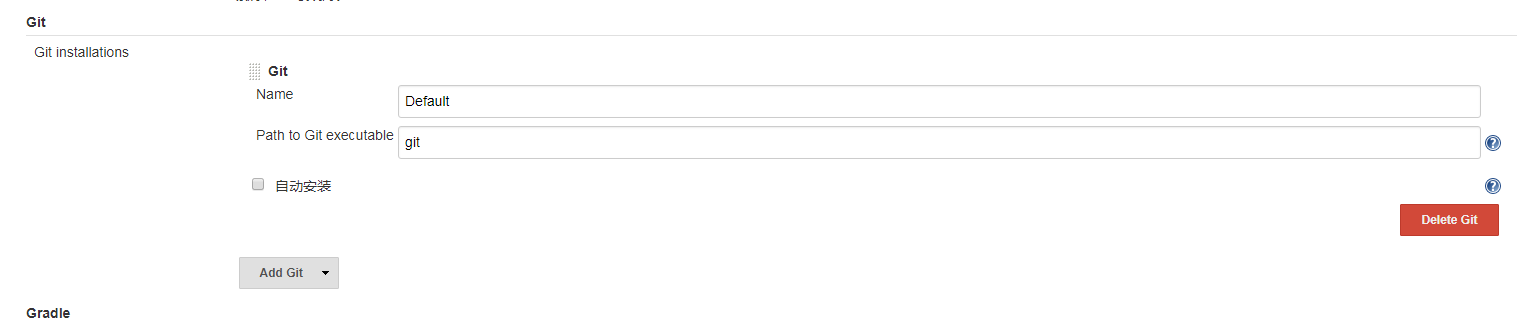 Git
Git installations
Git
Name
Default
Path to Git executable
git
?
自动安装
?
Delete Git
Add Git
Gradle